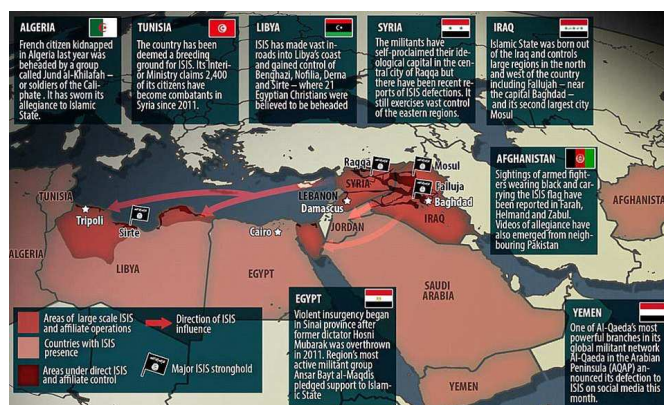 ALGERIA
French citizen kidnapped
in Algeria last year was
beheaded by a group
called Jund al-Khilafah –
or soldiers of the Cali-
phate . It has sworn its
allegiance to Islamic
State.
TUNISIA
The country has been
deemed a breeding
ground for ISIS. Its Inter-
ior Ministry claims 2,400
of its citizens have
become combatants in
Syria since 2011.
LIBYA
ISIS has made vast in-
roads into Libya's coast
and gained control of
Benghazi, Nofilia, Derna
and Sirte – where 21
Egyptian Christians were
believed to be beheaded
SYRIA
The militants have
self-proclaimed their ide-
ological capital in the cen-
tral city of Raqqa but
there have been recent re-
ports of ISIS defections. It
still exercises vast control
of the eastern regions.
IRAQ
Islamic State was born out
of the Iraq and controls
large regions in the north
and west of the country
including Fallujah – near
the capital Baghdad –
and its second largest city
Mosul
AFGHANISTAN
Sightings of armed fight-
ers wearing black and car-
rying the ISIS flag have
been reported in Farah,
Helmand and Zabul.
Videos of allegiance have
also emerged from neigh-
bouring Pakistan
Raqqa
Mosul
SYRIA
Falluja
LEBANON
Damascus
Baghdad
IRAQ
JORDAN
TUNISIA
Tripoli
Sirte
Cairo
AFGHANISTA
ALGERIA
LIBYA
EGYPT
SAUDI
ARABIA
YEMEN
EGYPT
Violent insurgency began
in Sinai province after
former dictator Hosni
Mubarak was overthrown
in 2011. Region's most
active militant group
Ansar Bayt al-Maqdis
pledged support to Islam-
ic State
YEMEN
One of Al-Qaeda's most
powerful branches in its
global militant network
Al-Qaeda in the Arabian
Peninsula (AQAP) an-
nounced its defection to
ISIS on social media this
month.
Areas of large scale ISIS
and affiliate operations
Direction of ISIS
influence
Countries with ISIS
presence
Areas under direct ISIS
and affiliate control
Major ISIS stronghold